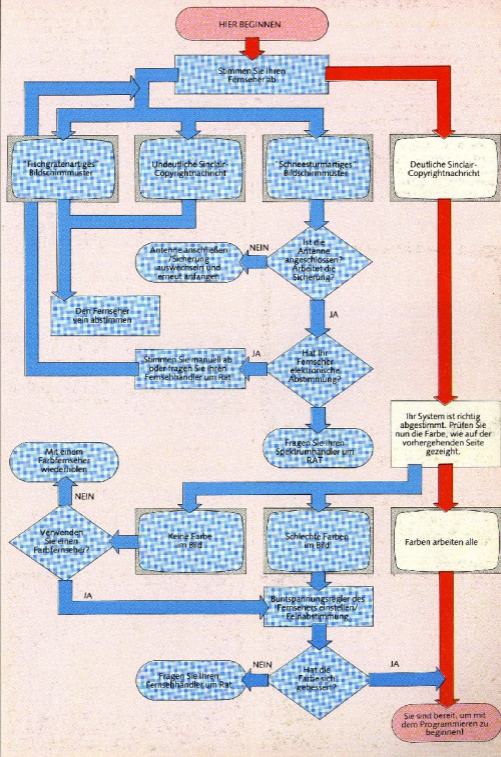 HIER BEGINNEN
Stimmen Sie Ihren
Fernseher ab
"Fischgrätenartiges"
Bildschirmmuster
Undeutliche Sinclair-
Copyrightnachricht
"Schneesturmartiges"
Bildschirmmuster
Deutliche Sinclair-
Copyrightnachricht
Ist die
Antenne
angeschlossen?
Arbeitet die
Sicherung?
NEIN
Antenne anschließen
/Sicherung
auswechseln und
erneut anfangen
Den Fernseher
vein abstimmen
JA
Hat Ihr
Fernseher
elektronische
Abstimmung?
JA
Stimmen Sie manuell ab
oder fragen Sie ihren
Fernsehhändler um Rat
Fragen Sie Ihren
Spektrumhändler um
RAT
Ihr System ist richtig
abgestimmt. Prüfen Sie
nun die Farbe, wie auf der
vorhergehenden Seite
gezeight.
Mit einem
Farbfernseher
wiederholen
NEIN
Verwenden
Sie einen
Farbfernseher?
Keine Farbe
im Bild
Schlechte Farben
im Bild
Farben arbeiten alle
JA
Buntspannungsregler des
Fernsehers einstellen/
Feinabstimmung
Hat die
Farbe sich
gebessen?
NEIN
Fragen Sie Ihren
Fernsehhändler um Rat
JA
Sie sind bereit, um mit
dem Programmieren zu
beginnen!